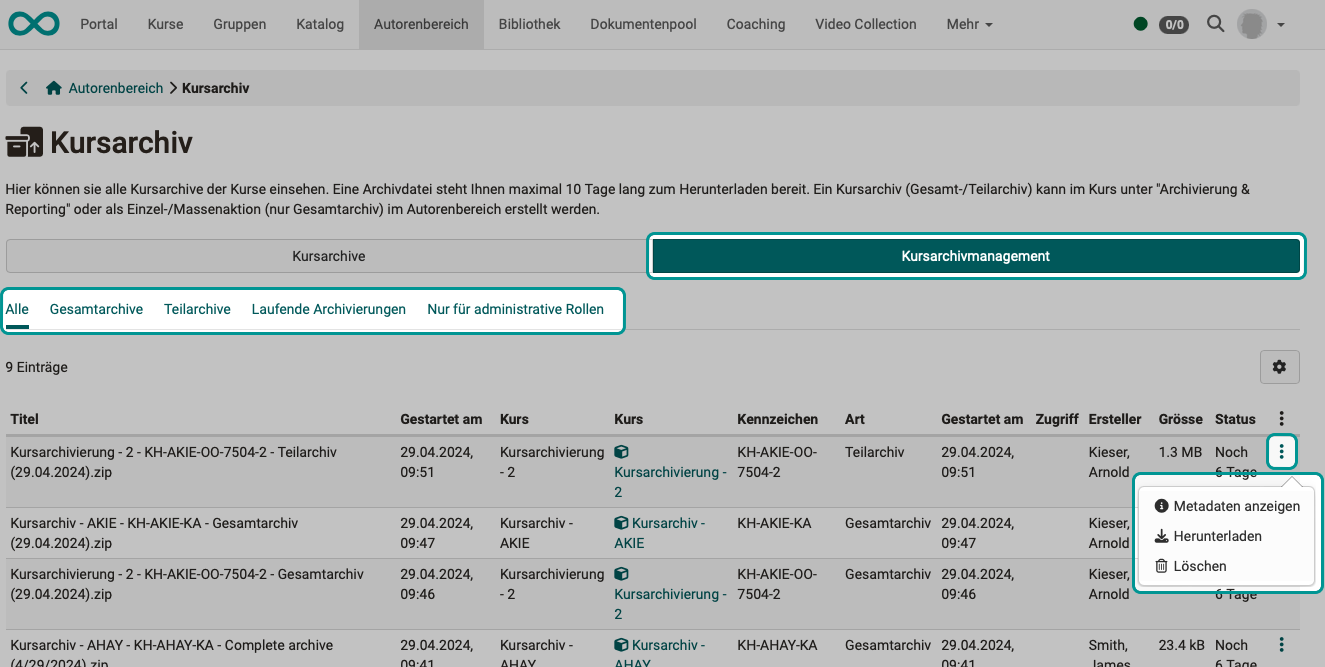 Portal Kurse Gruppen Katalog Autorenbereich Bibliothek Dokumentenpool Coaching Video Collection Mehr 0/0
Autorenbereich Kursarchiv
Kursarchiv
Hier können sie alle Kursarchive der Kurse einsehen. Eine Archivdatei steht Ihnen maximal 10 Tage lang zum Herunterladen bereit. Ein Kursarchiv (Gesamt-/Teilarchiv) kann im Kurs unter "Archivierung &
Reporting" oder als Einzel-/Massenaktion (nur Gesamtarchiv) im Autorenbereich erstellt werden.
Kursarchive Kursarchivmanagement
Alle Gesamtarchive Teilarchive Laufende Archivierungen Nur für administrative Rollen
9 Einträge
Titel Gestartet am Kurs Kurs Kennzeichen Art Gestartet am Zugriff Ersteller Grösse Status
Kursarchivierung - 2 - KH-AKIE-OO-7504-2 - Teilarchiv 29.04.2024, Kursarchivierung KH-AKIE-OO- Teilarchiv 29.04.2024, Kieser, 1.3 MB Noch
(29.04.2024).zip 09:51 - 2 Kursarchivierung - 7504-2 09:51 Arnold 6 Tage
2
Metadaten anzeigen
Herunterladen
Löschen
Kursarchiv - AKIE - KH-AKIE-KA - Gesamtarchiv 29.04.2024, Kursarchiv - Kursarchiv - KH-AKIE-KA Gesamtarchiv 29.04.2024, Kieser,
(29.04.2024).zip 09:47 AKIE AKIE 09:47 Arnold
Kursarchivierung - 2 - KH-AKIE-OO-7504-2 - Gesamtarchiv 29.04.2024, Kursarchivierung KH-AKIE-OO- Gesamtarchiv 29.04.2024, Kieser,
(29.04.2024).zip 09:46 - 2 Kursarchivierung - 7504-2 09:46 Arnold 6 Tage
2
Kursarchiv - AHAY - KH-AHAY-KA - Complete archive 29.04.2024, Kursarchiv - Kursarchiv - KH-AHAY-KA Gesamtarchiv 29.04.2024, Smith, 23.4 kB Noch
(4/29/2024).zip 09:41 AHAY AHAY 09:41 James 6 Tage